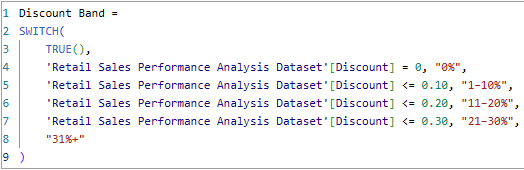 1 Discount Band =
2 SWITCH(
3     TRUE(),
4     'Retail Sales Performance Analysis Dataset'[Discount] = 0, "0%",
5     'Retail Sales Performance Analysis Dataset'[Discount] <= 0.10, "1–10%",
6     'Retail Sales Performance Analysis Dataset'[Discount] <= 0.20, "11–20%",
7     'Retail Sales Performance Analysis Dataset'[Discount] <= 0.30, "21–30%",
8     "31%+"
9 )